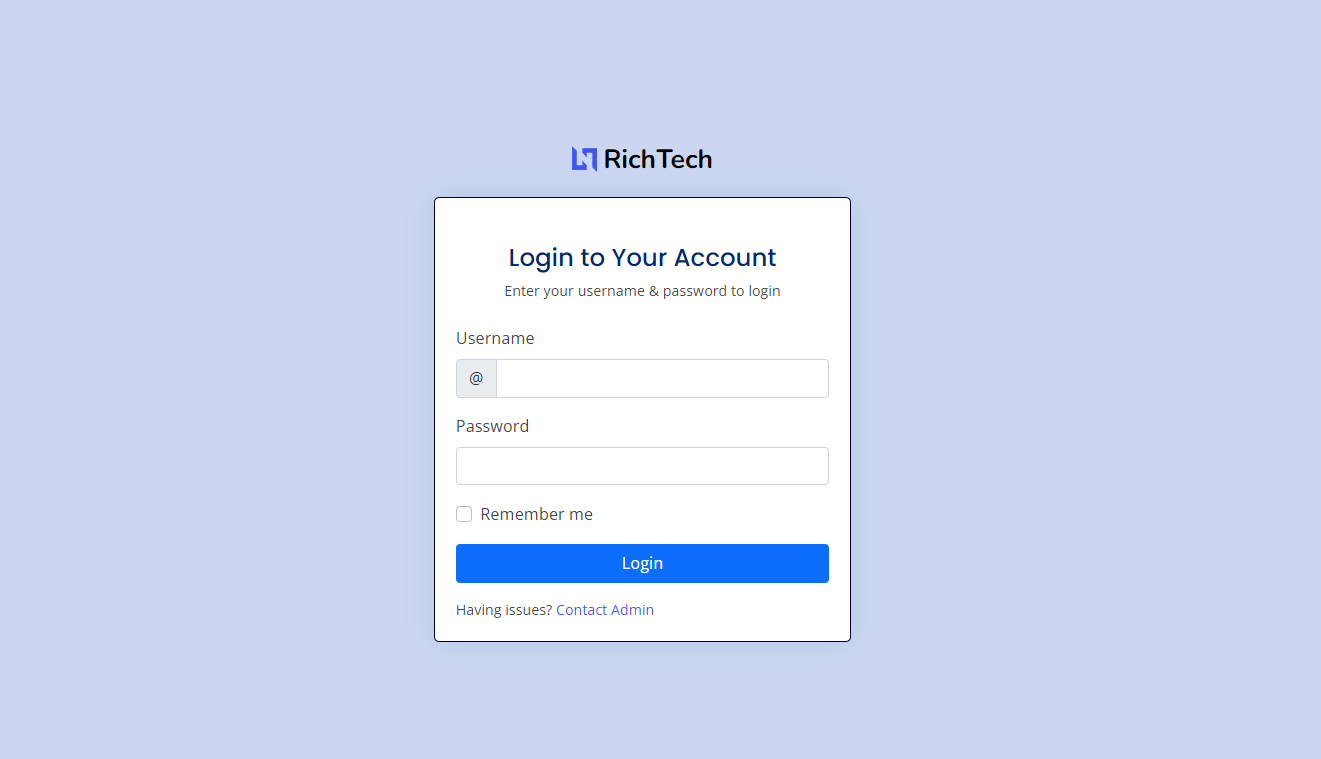 RichTech
Login to Your Account
Enter your username & password to login
Username
@
Password
Remember me
Login
Having issues? Contact Admin